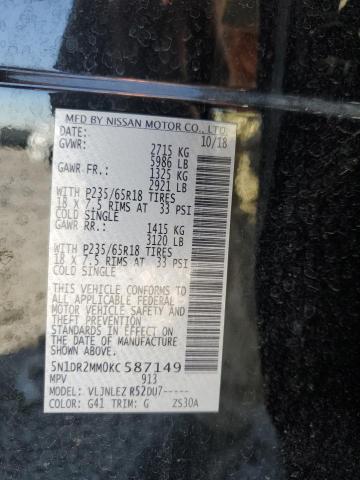 MFD BY NISSAN MOTOR CO., LTD.
DATE: 10/18
GVWR: 2715 KG
5986 LB
GAWR FR.: 1325 KG
2921 LB
WITH P235/65R18 TIRES
18 X 7.5 RIMS AT 33 PSI
COLD SINGLE
GAWR RR.: 1415 KG
3120 LB
WITH P235/65R18 TIRES
18 X 7.5 RIMS AT 33 PSI
COLD SINGLE
THIS VEHICLE CONFORMS TO
ALL APPLICABLE FEDERAL
MOTOR VEHICLE SAFETY AND
THEFT PREVENTION
STANDARDS IN EFFECT ON
THE DATE OF MANUFACTURE
SHOWN ABOVE.
5N1DR2MM0KC587149
MPV 913
MODEL: VLJNLEZ R52DU7-----
COLOR: G41 TRIM: G ZS30A